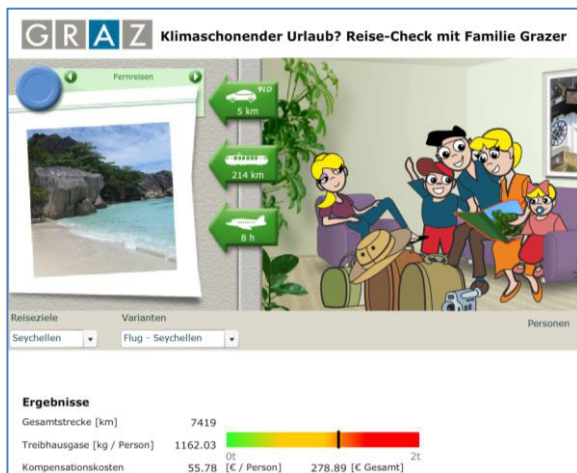 GRAZ Klimaschonender Urlaub? Reise-Check mit Familie Grazer
Fernreisen
5 km
214 km
8 h
Reiseziele Varianten Personen
Seychellen Flug - Seychellen
Ergebnisse
Gesamtstrecke [km] 7419
Treibhausgase [kg / Person] 1162.03
0t 2t
Kompensationskosten 55.78 [€ / Person] 278.89 [€ Gesamt]